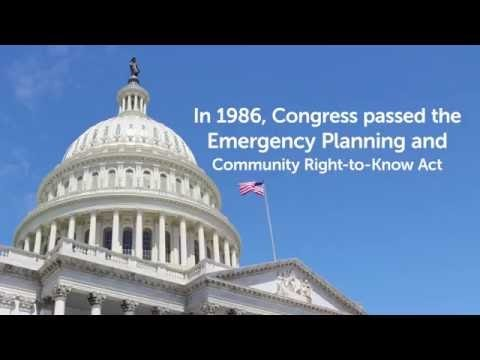 In 1986, Congress passed the
Emergency Planning and
Community Right-to-Know Act